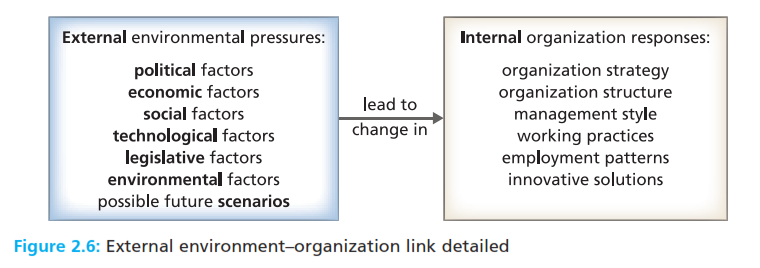 External environmental pressures:
political factors
economic factors
social factors
technological factors
legislative factors
environmental factors
possible future scenarios
lead to
change in
Internal organization responses:
organization strategy
organization structure
management style
working practices
employment patterns
innovative solutions
Figure 2.6: External environment–organization link detailed